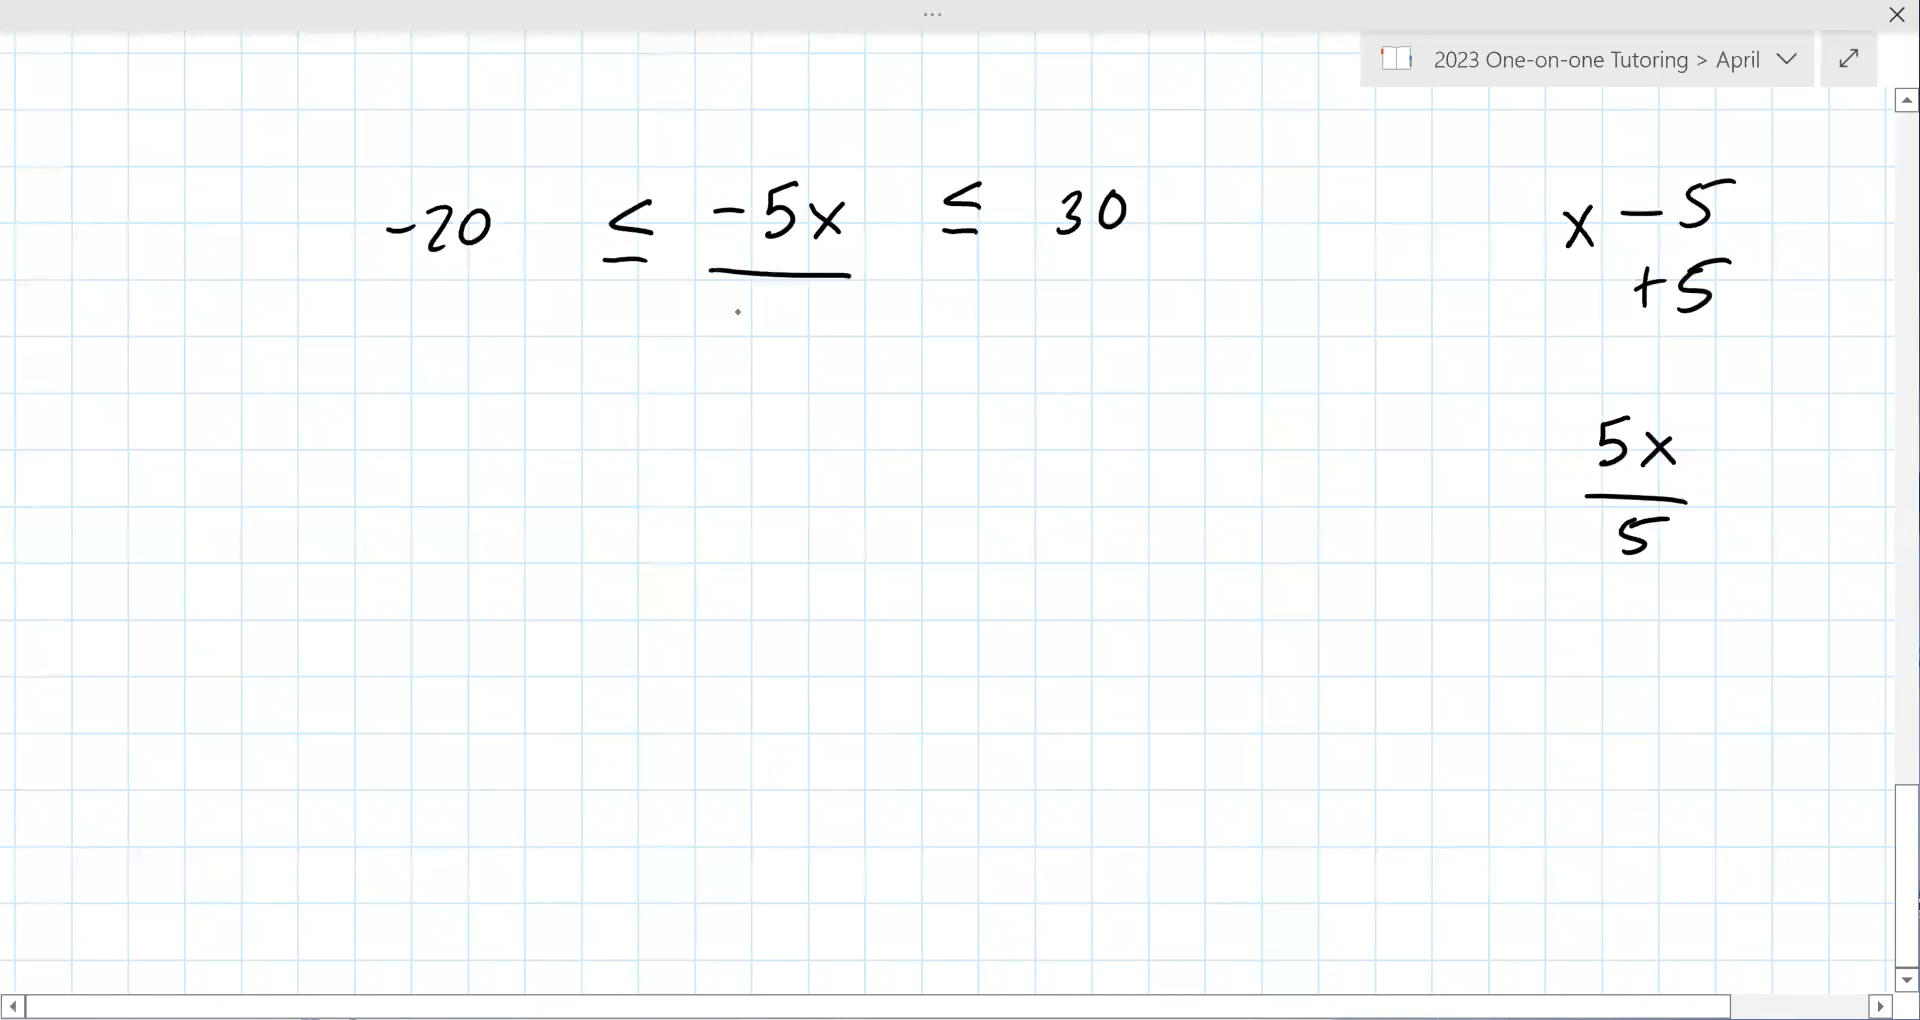 2023 One-on-one Tutoring > April
-20 ≤ -5x ≤ 30
x - 5
+5
5x
5